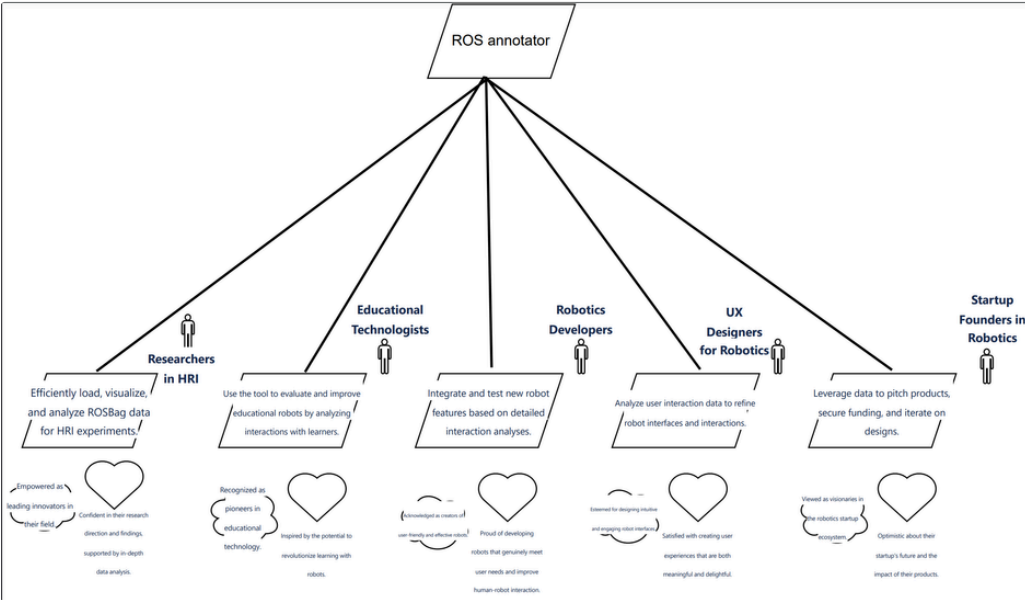 ROS annotator
Researchers
in HRI
Educational
Technologists
Robotics
Developers
UX
Designers
for Robotics
Startup
Founders in
Robotics
Efficiently load, visualize,
and analyze ROSBag data
for HRI experiments.
Use the tool to evaluate and improve
educational robots by analyzing
interactions with learners.
Integrate and test new robot
features based on detailed
interaction analyses.
Analyze user interaction data to refine
robot interfaces and interactions.
Leverage data to pitch products,
secure funding, and iterate on
designs.
Empowered as
leading innovators in
their field.
Confident in their research
direction and findings,
supported by in-depth
data analysis.
Recognized as
pioneers in
educational
technology.
Inspired by the potential to
revolutionize learning with
robots.
Acknowledged as creators of
user-friendly and effective robots.
Proud of developing
robots that genuinely meet
user needs and improve
human-robot interaction.
Esteemed for designing intuitive
and engaging robot interfaces.
Satisfied with creating user
experiences that are both
meaningful and delightful.
Viewed as visionaries in
the robotics startup
ecosystem.
Optimistic about their
startup's future and the
impact of their products.